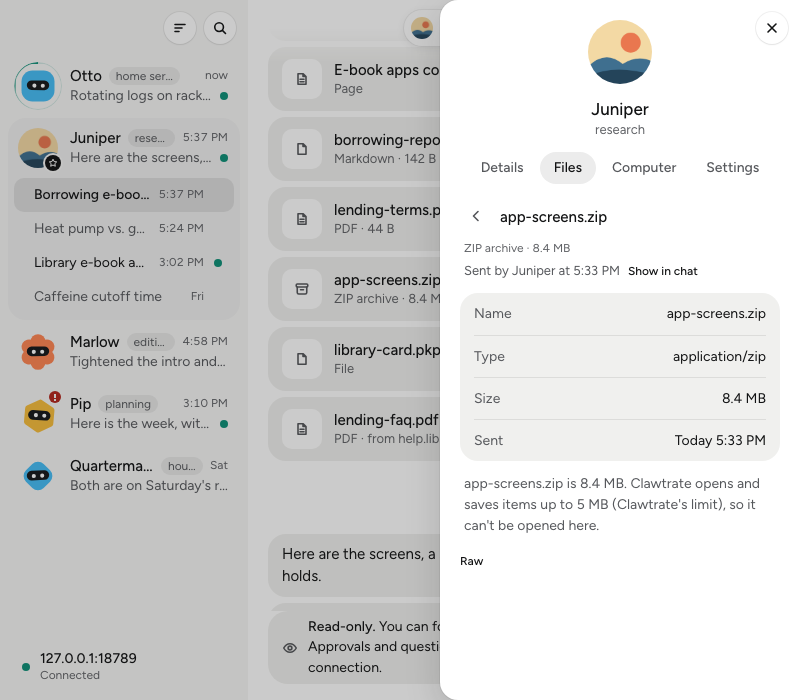 Otto home ser... now
Rotating logs on rack...
Juniper rese... 5:37 PM
Here are the screens,...
Borrowing e-boo... 5:37 PM
Heat pump vs. g... 5:24 PM
Library e-book a... 3:02 PM
Caffeine cutoff time Fri
Marlow editi... 4:58 PM
Tightened the intro and...
Pip planning 3:10 PM
Here is the week, wit...
Quarterma... hou... Sat
Both are on Saturday's r...
127.0.0.1:18789
Connected
E-book apps co
Page
borrowing-repo
Markdown · 142 B
lending-terms.p
PDF · 44 B
app-screens.zip
ZIP archive · 8.4 M
library-card.pkp
File
lending-faq.pdf
PDF · from help.lib
Here are the screens, a
holds.
Read-only. You can fo
Approvals and questi
connection.
Juniper
research
Details Files Computer Settings
app-screens.zip
ZIP archive · 8.4 MB
Sent by Juniper at 5:33 PM Show in chat
Name app-screens.zip
Type application/zip
Size 8.4 MB
Sent Today 5:33 PM
app-screens.zip is 8.4 MB. Clawtrate opens and
saves items up to 5 MB (Clawtrate's limit), so it
can't be opened here.
Raw